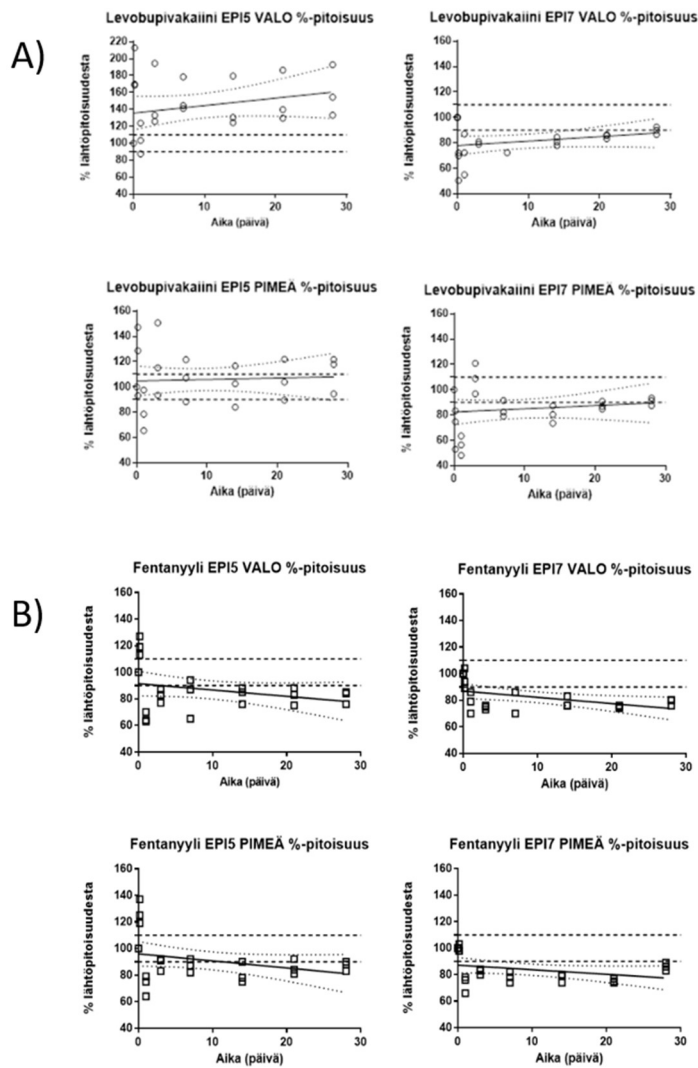 A)
Levobupivakaiini EPI5 VALO %-pitoisuus
% lähtöpitoisuudesta
220
200
180
160
140
120
100
80
60
40
0 10 20 30
Aika (päivä)
Levobupivakaiini EPI7 VALO %-pitoisuus
% lähtöpitoisuudesta
160
140
120
100
80
60
40
0 10 20 30
Aika (päivä)
Levobupivakaiini EPI5 PIMEÄ %-pitoisuus
% lähtöpitoisuudesta
160
140
120
100
80
60
40
0 10 20 30
Aika (päivä)
Levobupivakaiini EPI7 PIMEÄ %-pitoisuus
% lähtöpitoisuudesta
160
140
120
100
80
60
40
0 10 20 30
Aika (päivä)
B)
Fentanyyli EPI5 VALO %-pitoisuus
% lähtöpitoisuudesta
160
140
120
100
80
60
40
0 10 20 30
Aika (päivä)
Fentanyyli EPI7 VALO %-pitoisuus
% lähtöpitoisuudesta
160
140
120
100
80
60
40
0 10 20 30
Aika (päivä)
Fentanyyli EPI5 PIMEÄ %-pitoisuus
% lähtöpitoisuudesta
160
140
120
100
80
60
40
0 10 20 30
Aika (päivä)
Fentanyyli EPI7 PIMEÄ %-pitoisuus
% lähtöpitoisuudesta
160
140
120
100
80
60
40
0 10 20 30
Aika (päivä)